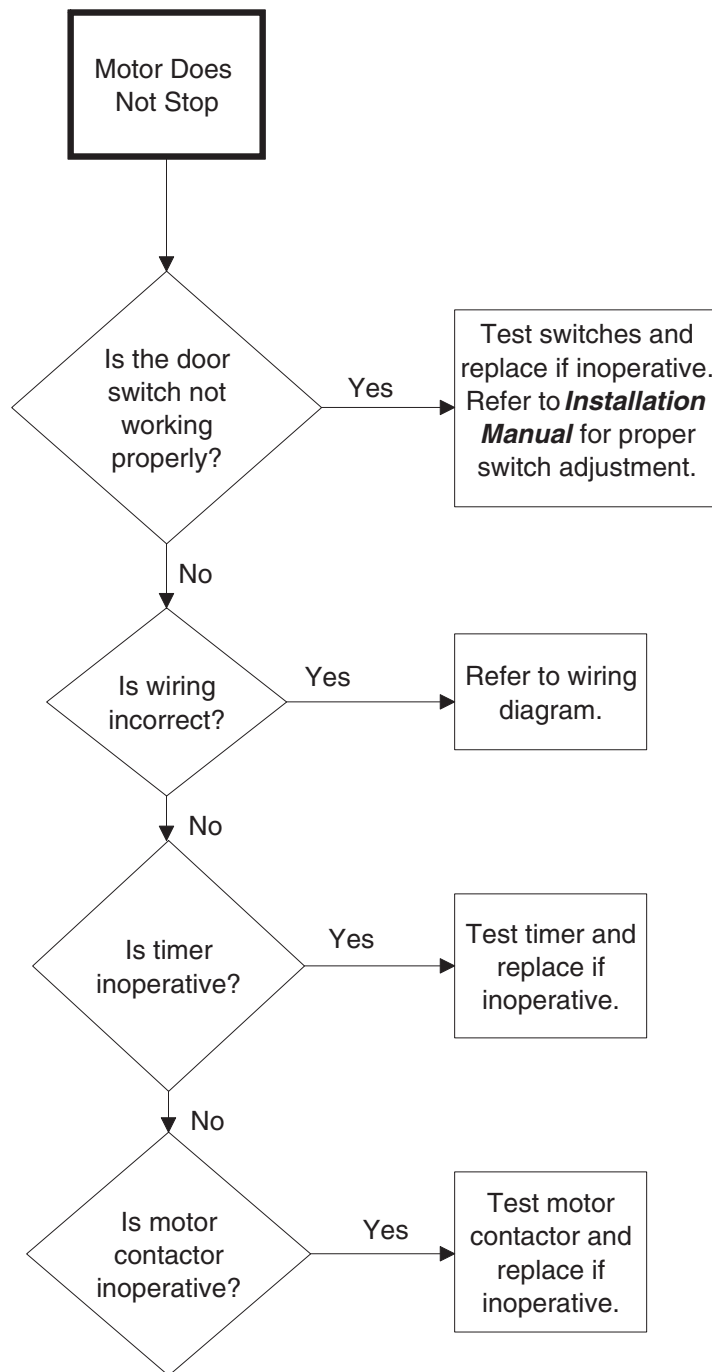 Motor Does
Not Stop
Is the door
switch not
working
properly?
Yes
Test switches and
replace if inoperative.
Refer to Installation
Manual for proper
switch adjustment.
No
Is wiring
incorrect?
Yes
Refer to wiring
diagram.
No
Is timer
inoperative?
Yes
Test timer and
replace if
inoperative.
No
Is motor
contactor
inoperative?
Yes
Test motor
contactor and
replace if
inoperative.